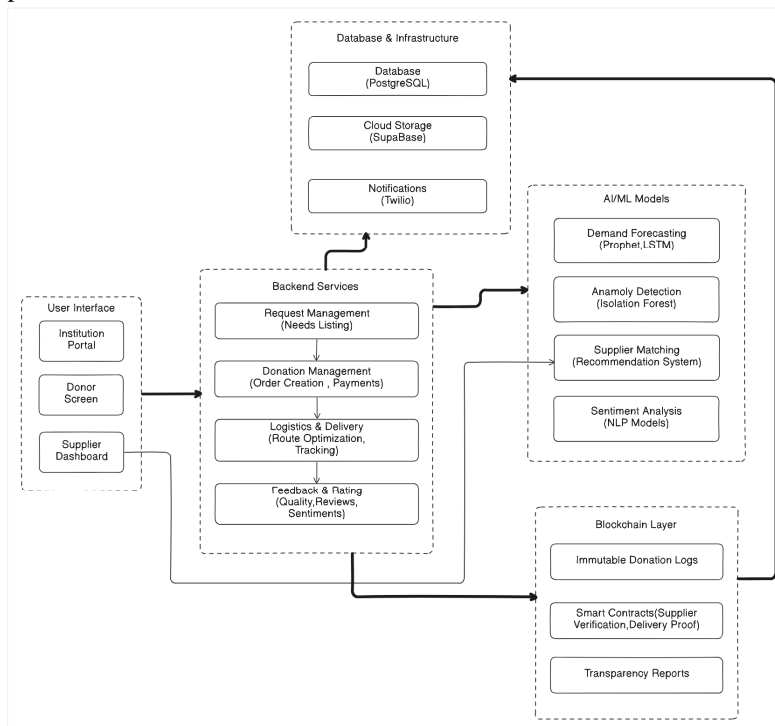 Database & Infrastructure
Database
(PostgreSQL)
Cloud Storage
(SupaBase)
Notifications
(Twilio)
AI/ML Models
Demand Forecasting
(Prophet,LSTM)
Anamoly Detection
(Isolation Forest)
Supplier Matching
(Recommendation System)
Sentiment Analysis
(NLP Models)
User Interface
Institution
Portal
Donor
Screen
Supplier
Dashboard
Backend Services
Request Management
(Needs Listing)
Donation Management
(Order Creation , Payments)
Logistics & Delivery
(Route Optimization,
Tracking)
Feedback & Rating
(Quality,Reviews,
Sentiments)
Blockchain Layer
Immutable Donation Logs
Smart Contracts(Supplier
Verification,Delivery Proof)
Transparency Reports